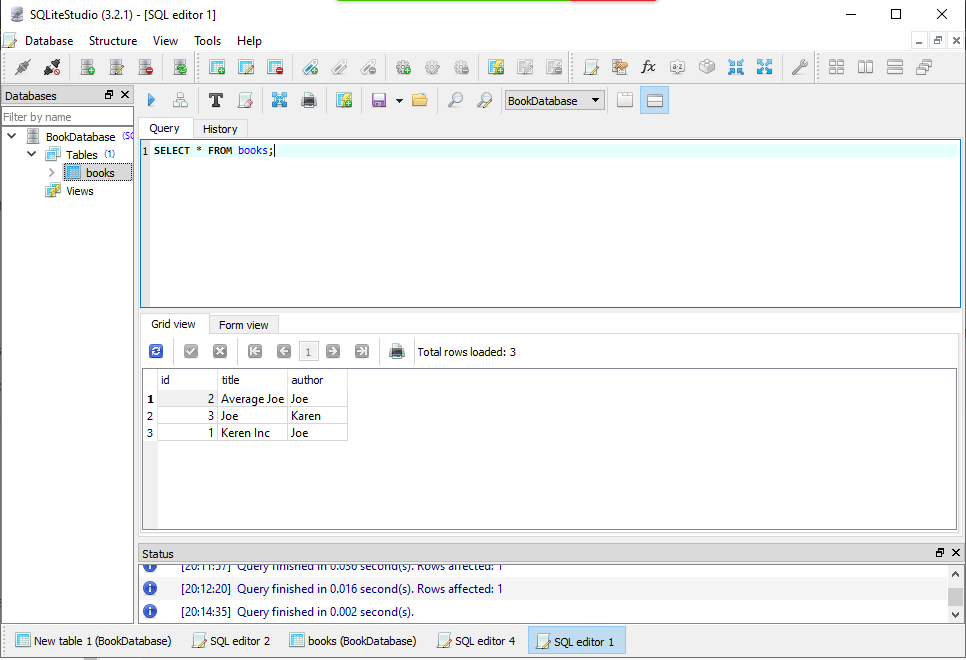 SQLiteStudio (3.2.1) - [SQL editor 1]
Database Structure View Tools Help
Databases
Filter by name
BookDatabase (SQ
Tables (1)
books
Views
BookDatabase
Query History
1 SELECT * FROM books;
Grid view Form view
1 Total rows loaded: 3
id title author
1 2 Average Joe Joe
2 3 Joe Karen
3 1 Keren Inc Joe
Status
[20:11:57] Query finished in 0.036 second(s). Rows affected: 1
[20:12:20] Query finished in 0.016 second(s). Rows affected: 1
[20:14:35] Query finished in 0.002 second(s).
New table 1 (BookDatabase) SQL editor 2 books (BookDatabase) SQL editor 4 SQL editor 1